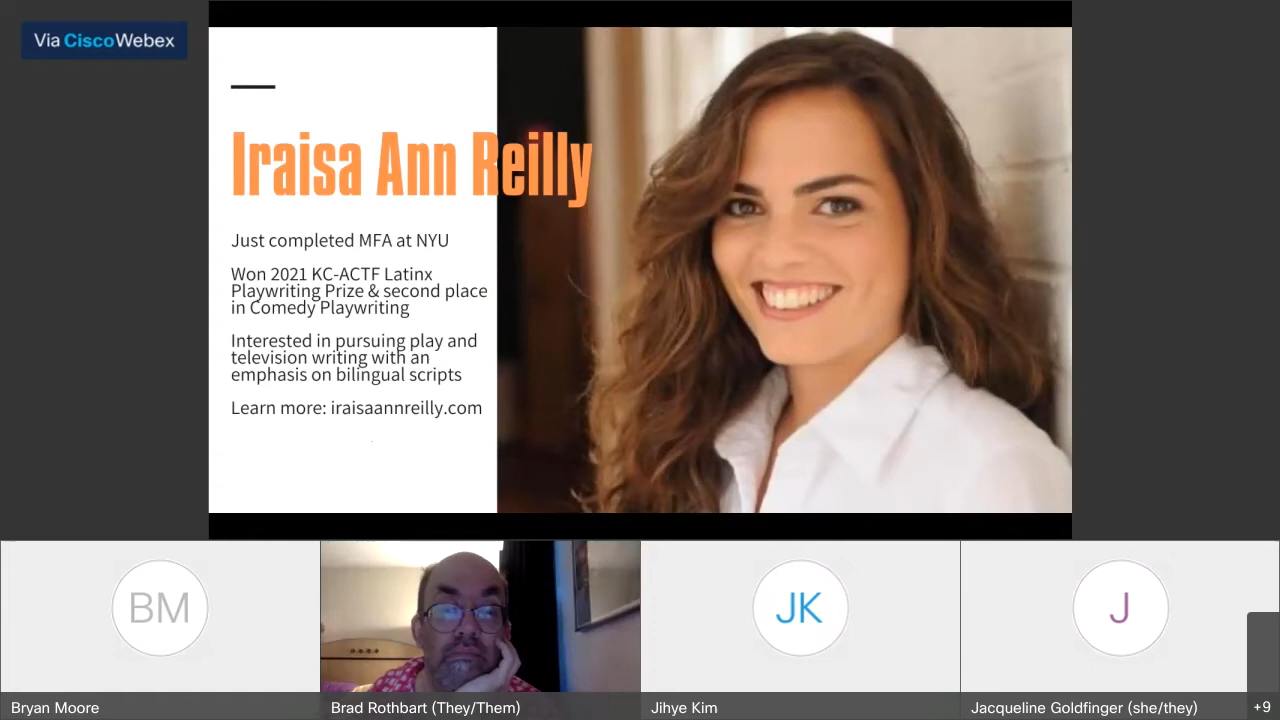 Via Cisco Webex
Iraisa Ann Reilly
Just completed MFA at NYU
Won 2021 KC-ACTF Latinx
Playwriting Prize & second place
in Comedy Playwriting
Interested in pursuing play and
television writing with an
emphasis on bilingual scripts
Learn more: iraisaannreilly.com
BM
JK
J
Bryan Moore
Brad Rothbart (They/Them)
Jihye Kim
Jacqueline Goldfinger (she/they)
+9